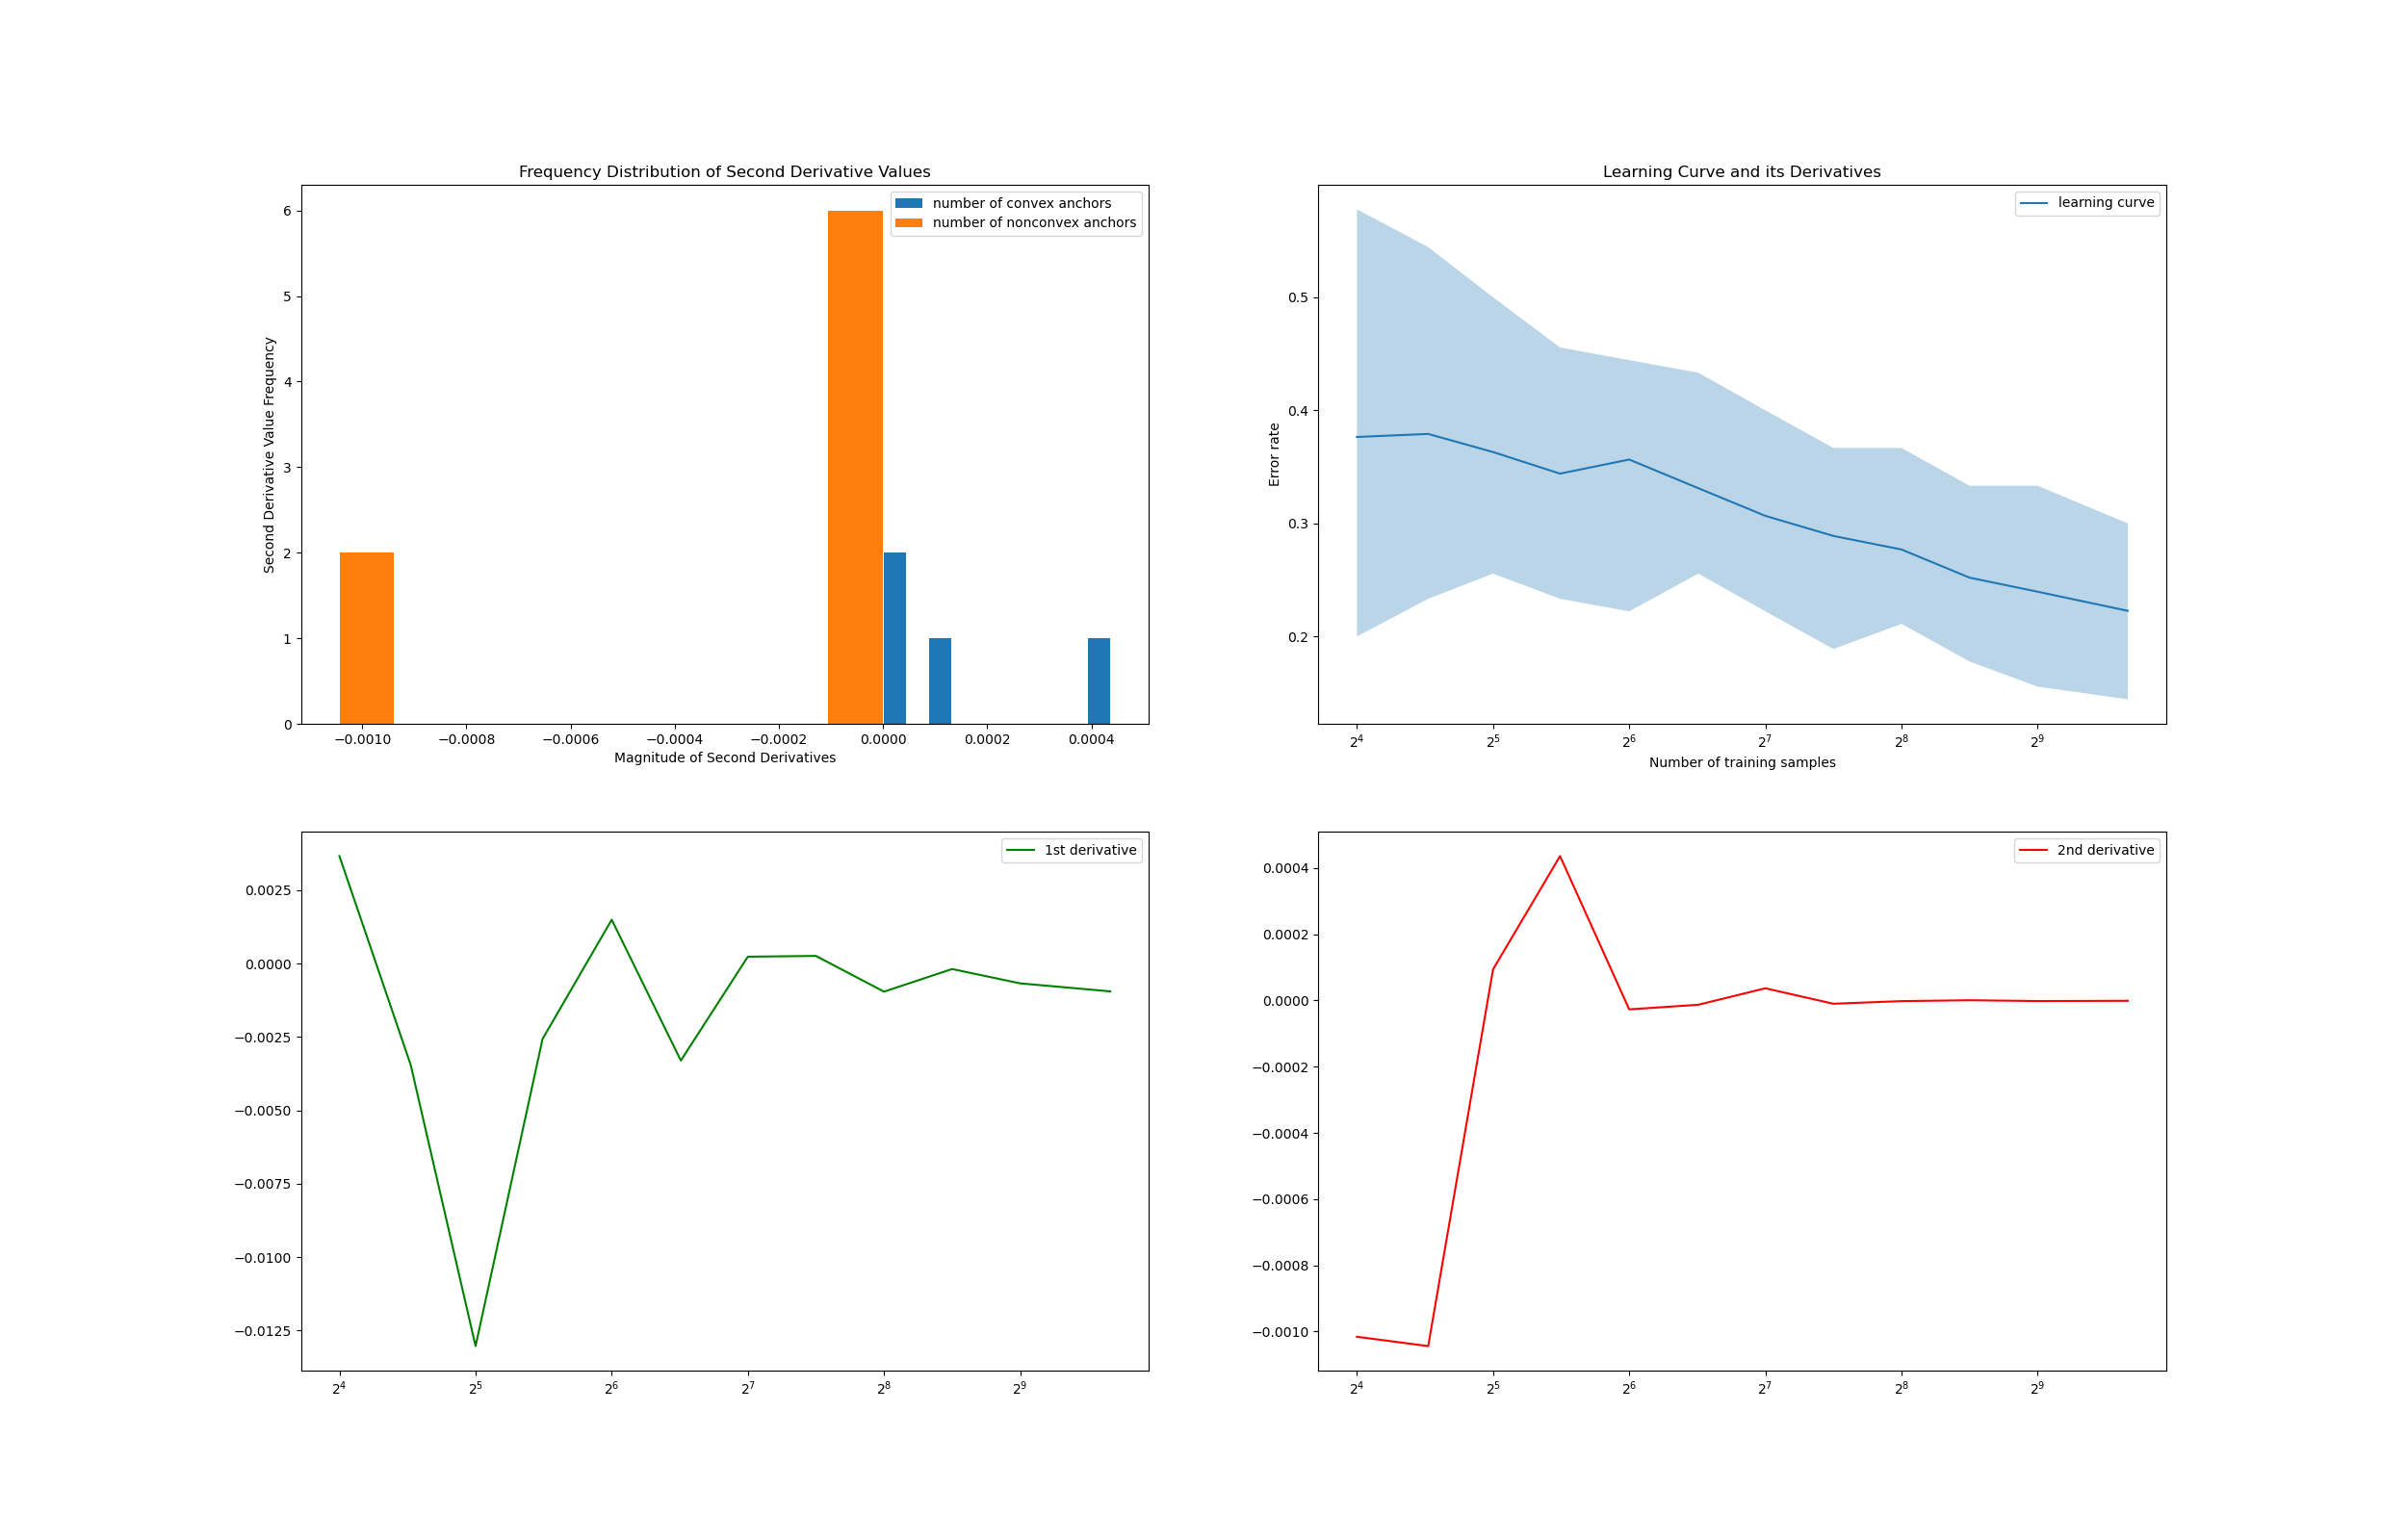 Frequency Distribution of Second Derivative Values
number of convex anchors
number of nonconvex anchors
Second Derivative Value Frequency
6
5
4
3
2
1
0
−0.0010 −0.0008 −0.0006 −0.0004 −0.0002 0.0000 0.0002 0.0004
Magnitude of Second Derivatives
Learning Curve and its Derivatives
learning curve
Error rate
0.5
0.4
0.3
0.2
2⁴ 2⁵ 2⁶ 2⁷ 2⁸ 2⁹
Number of training samples
1st derivative
0.0025
0.0000
−0.0025
−0.0050
−0.0075
−0.0100
−0.0125
2⁴ 2⁵ 2⁶ 2⁷ 2⁸ 2⁹
2nd derivative
0.0004
0.0002
0.0000
−0.0002
−0.0004
−0.0006
−0.0008
−0.0010
2⁴ 2⁵ 2⁶ 2⁷ 2⁸ 2⁹